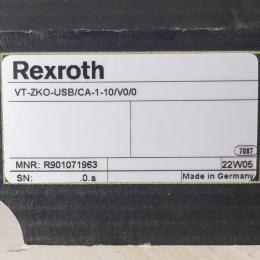 Rexroth
VT-ZKO-USB/CA-1-10/V0/0
7087
MNR: R901071963 22W05
SN: .0.a Made in Germany